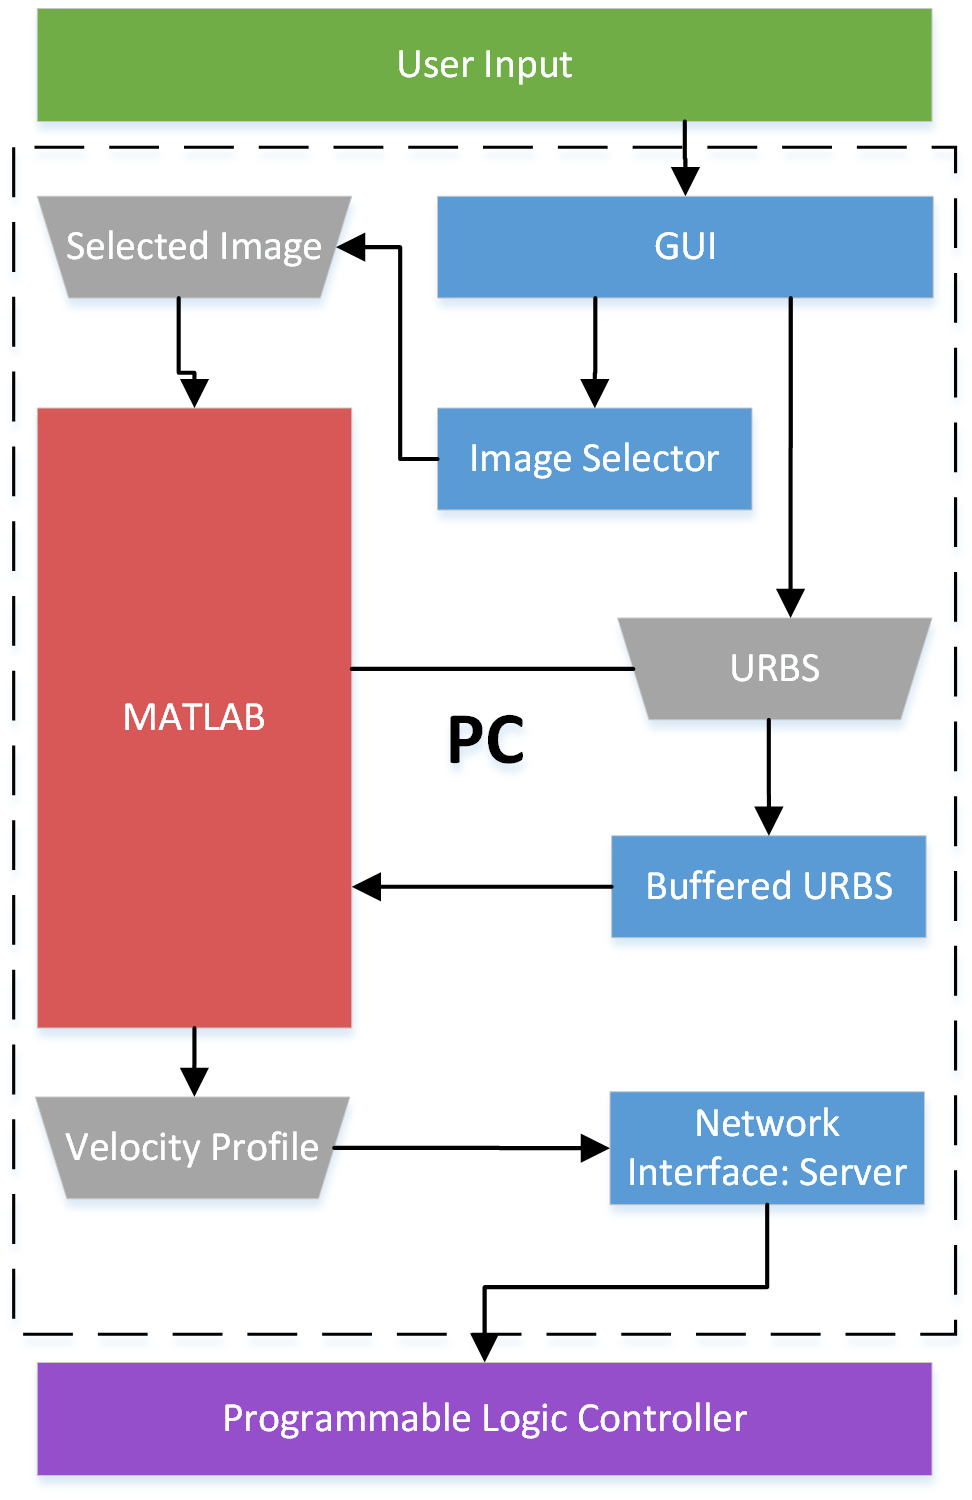 User Input
Selected Image
GUI
Image Selector
URBS
MATLAB
PC
Buffered URBS
Velocity Profile
Network
Interface: Server
Programmable Logic Controller